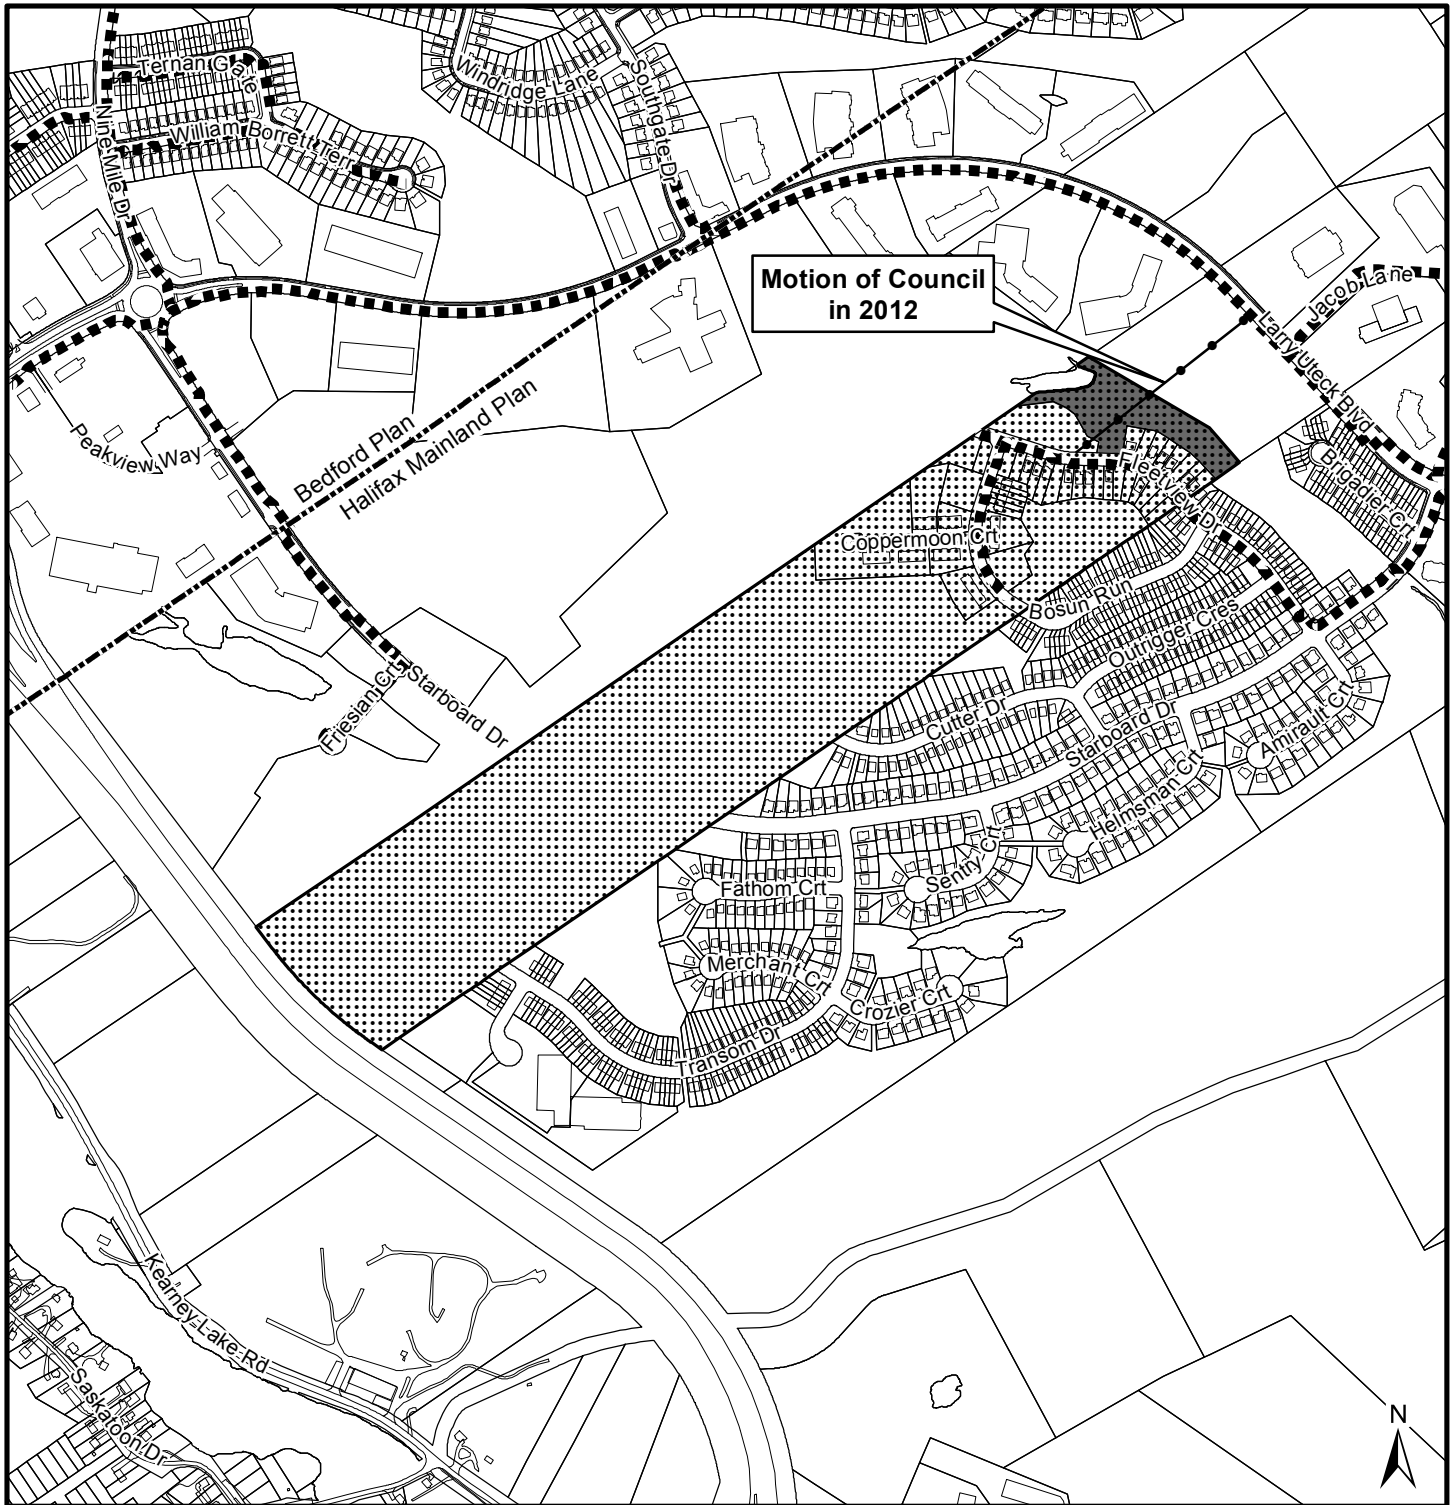 Ternan Gate
Windridge Lane
Southgate Dr
Nine Mile Dr
William Borrett Terr
Motion of Council
in 2012
Jacob Lane
Larry Uteck Blvd
Peakview Way
Bedford Plan
Halifax Mainland Plan
Fleetview Dr
Brigadier Crt
Coppermoon Crt
Bosun Run
Outrigger Cres
Friesian Crt
Starboard Dr
Cutter Dr
Starboard Dr
Amirault Crt
Helmsman Crt
Sentry Crt
Fathom Crt
Merchant Crt
Crozier Crt
Transom Dr
Kearney Lake Rd
Saskatoon Dr
N